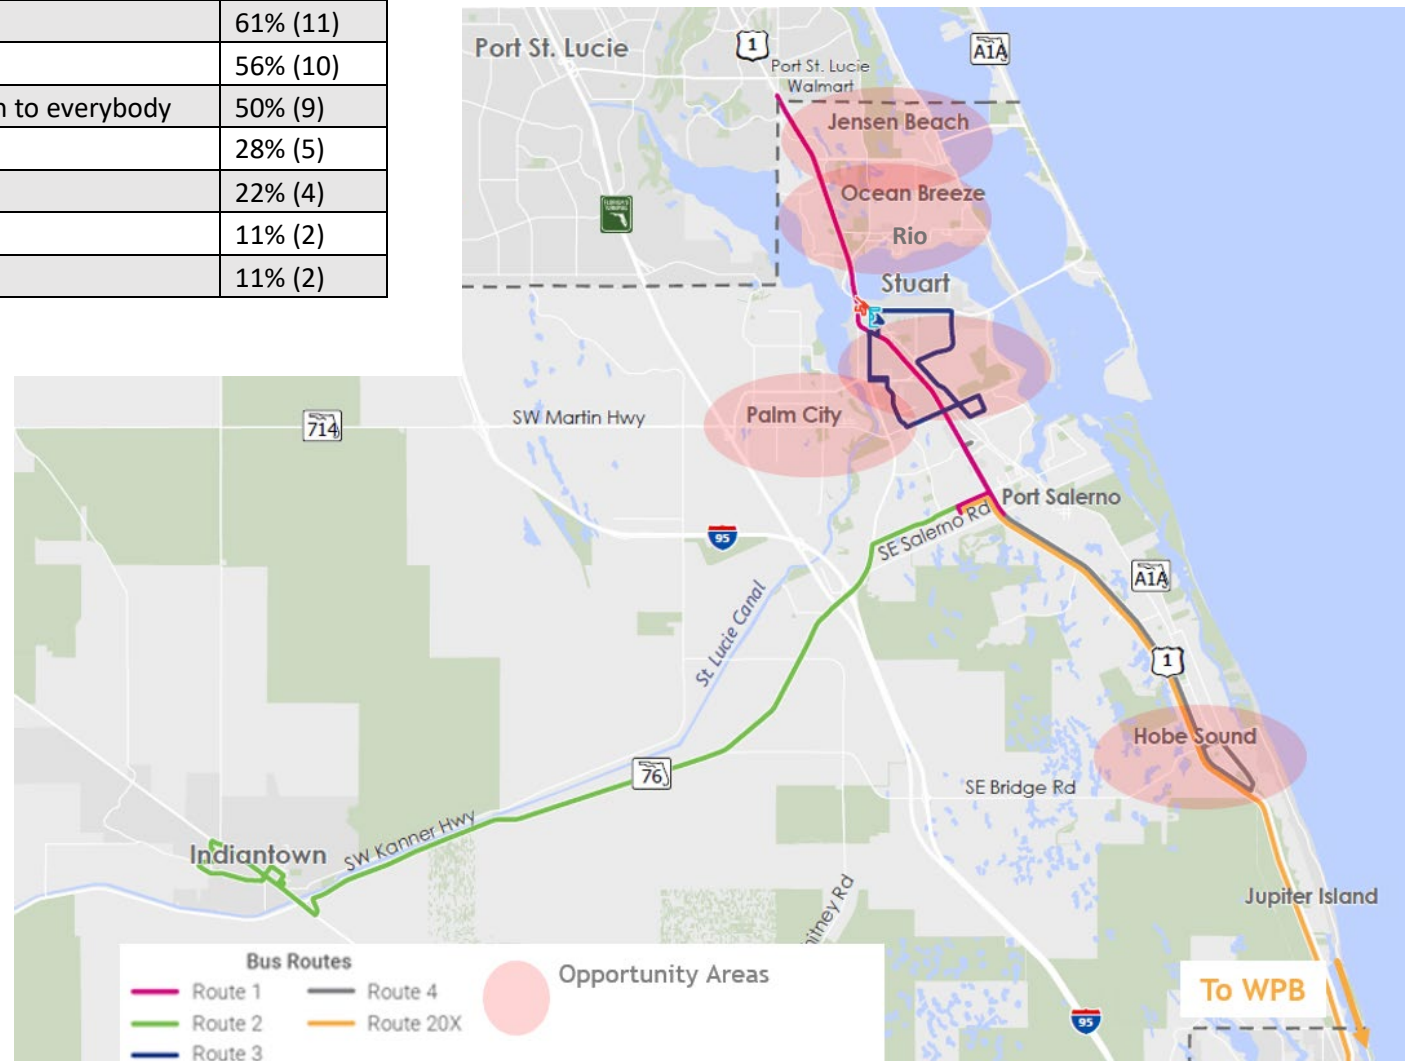 61% (11)
56% (10)
to everybody 50% (9)
28% (5)
22% (4)
11% (2)
11% (2)
Port St. Lucie
1
A1A
Port St. Lucie
Walmart
Jensen Beach
Ocean Breeze
Rio
Stuart
714
SW Martin Hwy
Palm City
95
SE Salerno Rd
Port Salerno
A1A
St. Lucie Canal
1
Hobe Sound
76
SE Bridge Rd
SW Kanner Hwy
Indiantown
Jupiter Island
Rd
To WPB
95
Bus Routes
Opportunity Areas
Route 1
Route 4
Route 2
Route 20X
Route 3